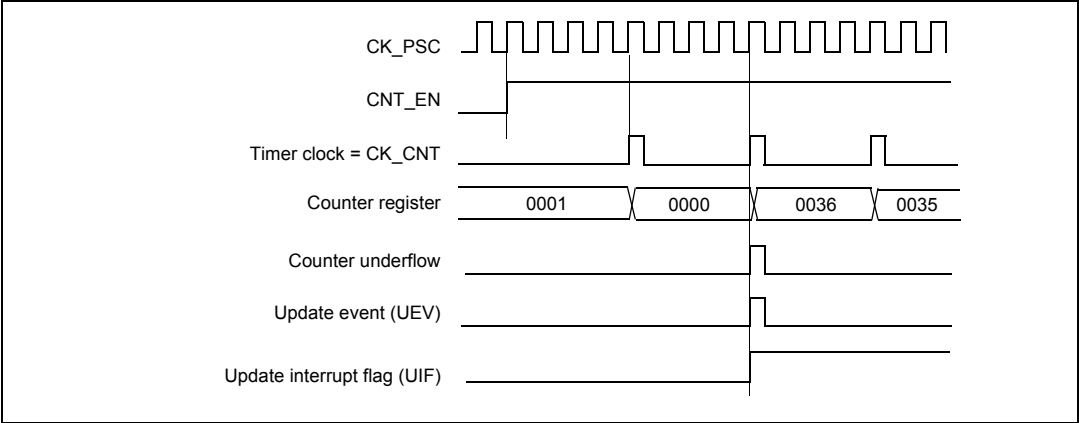 CK_PSC
CNT_EN
Timer clock = CK_CNT
Counter register 0001 0000 0036 0035
Counter underflow
Update event (UEV)
Update interrupt flag (UIF)